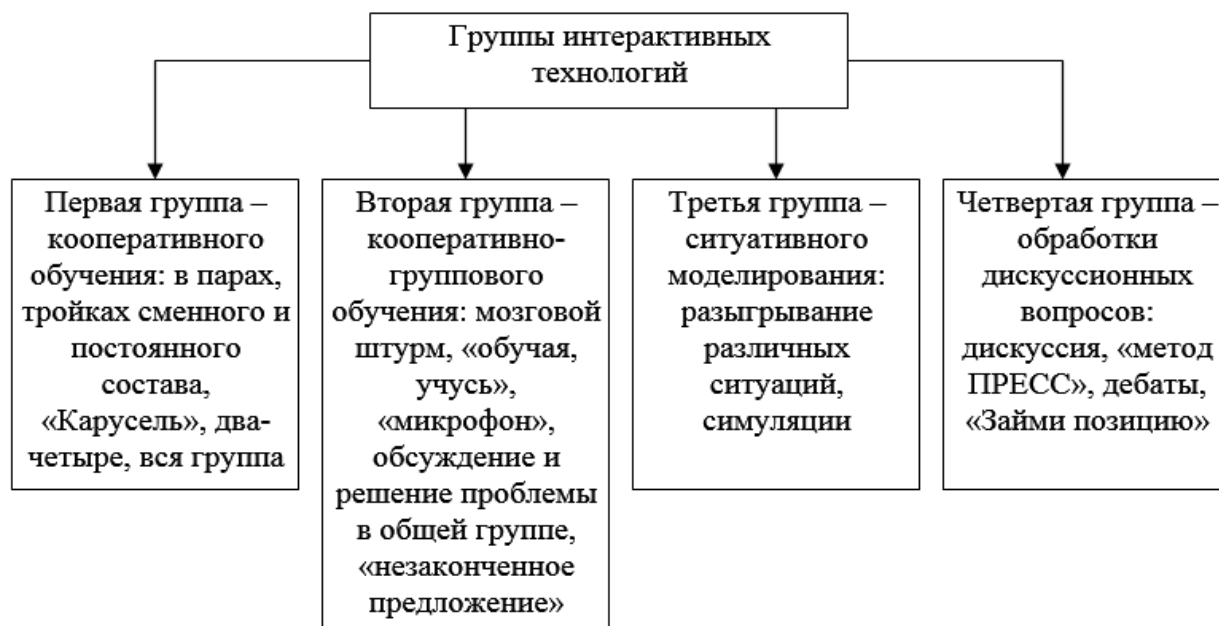 Группы интерактивных
технологий
Первая группа –
кооперативного
обучения: в парах,
тройках сменного и
постоянного
состава,
«Карусель», два-
четыре, вся группа
Вторая группа –
кооперативно-
группового
обучения: мозговой
штурм, «обучая,
учусь»,
«микрофон»,
обсуждение и
решение проблемы
в общей группе,
«незаконченное
предложение»
Третья группа –
ситуативного
моделирования:
разыгрывание
различных
ситуаций,
симуляции
Четвертая группа –
обработки
дискуссионных
вопросов:
дискуссия, «метод
ПРЕСС», дебаты,
«Займи позицию»